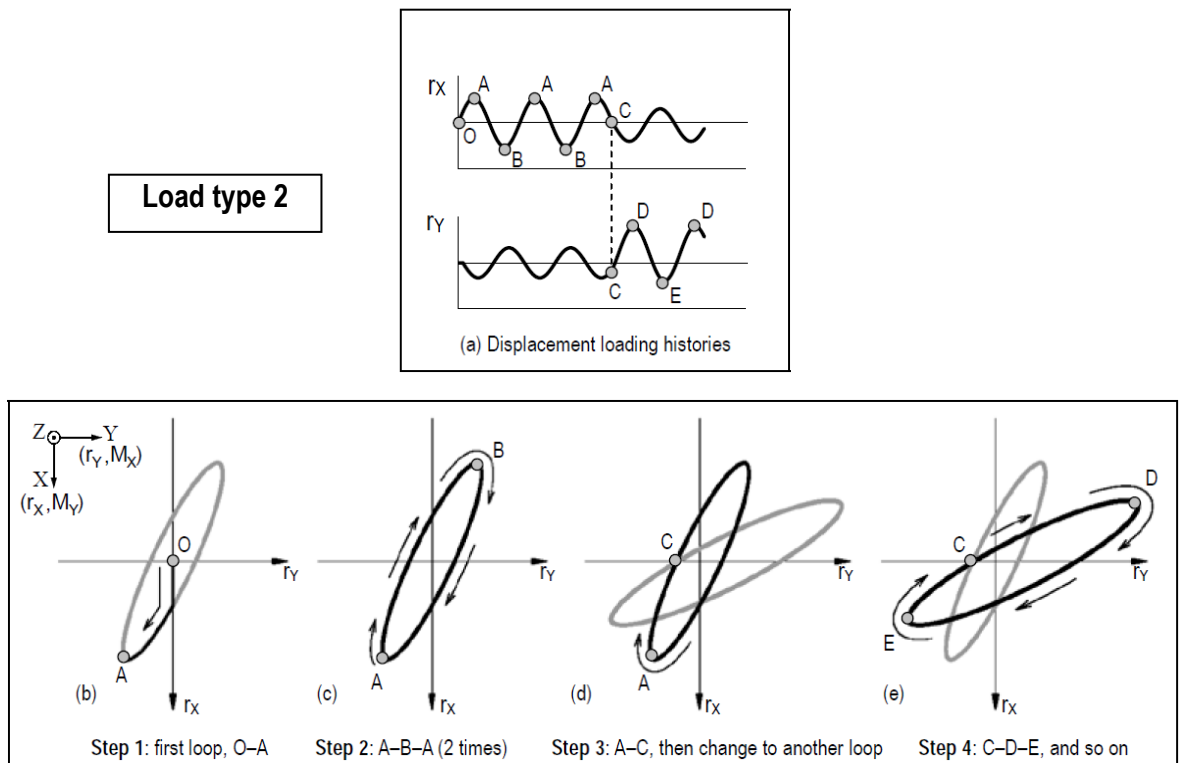 Load type 2
rX
A A A
C
O
B B
rY
D D
C
E
(a) Displacement loading histories
Z Y
(rY,MX)
X
(rX,MY)
O
rY
A
(b)
rX
Step 1: first loop, O–A
B
rY
A
(c)
rX
Step 2: A–B–A (2 times)
C
rY
A
(d)
rX
Step 3: A–C, then change to another loop
D
C
rY
E
(e)
rX
Step 4: C–D–E, and so on